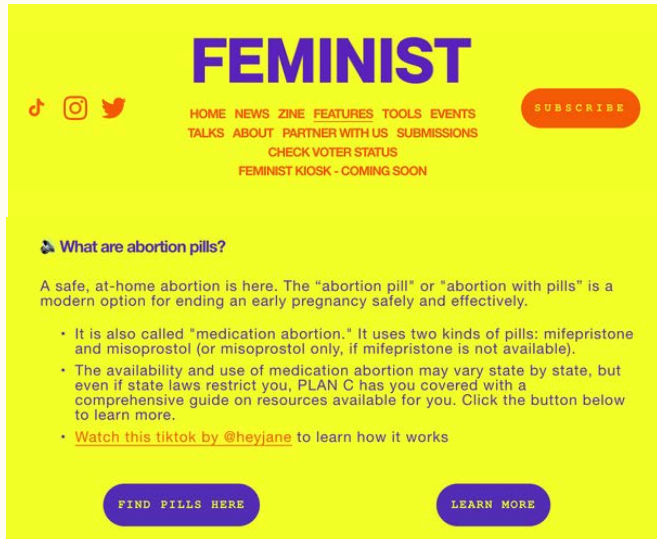 FEMINIST
SUBSCRIBE
HOME NEWS ZINE FEATURES TOOLS EVENTS
TALKS ABOUT PARTNER WITH US SUBMISSIONS
CHECK VOTER STATUS
FEMINIST KIOSK - COMING SOON
What are abortion pills?
A safe, at-home abortion is here. The “abortion pill" or "abortion with pills” is a
modern option for ending an early pregnancy safely and effectively.
• It is also called "medication abortion." It uses two kinds of pills: mifepristone
and misoprostol (or misoprostol only, if mifepristone is not available).
• The availability and use of medication abortion may vary state by state, but
even if state laws restrict you, PLAN C has you covered with a
comprehensive guide on resources available for you. Click the button below
to learn more.
• Watch this tiktok by @heyjane to learn how it works
FIND PILLS HERE
LEARN MORE